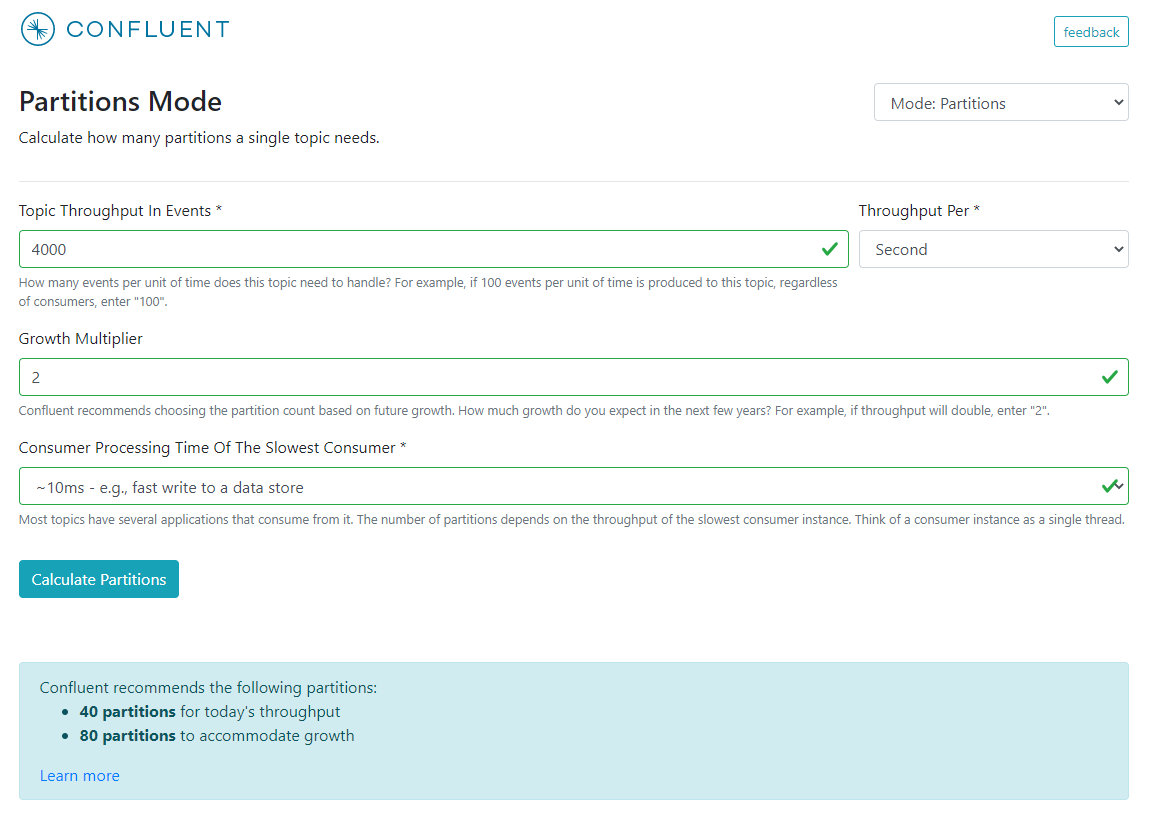 CONFLUENT
feedback
Partitions Mode
Mode: Partitions
Calculate how many partitions a single topic needs.
Topic Throughput In Events *
Throughput Per *
4000
Second
How many events per unit of time does this topic need to handle? For example, if 100 events per unit of time is produced to this topic, regardless
of consumers, enter "100".
Growth Multiplier
2
Confluent recommends choosing the partition count based on future growth. How much growth do you expect in the next few years? For example, if throughput will double, enter "2".
Consumer Processing Time Of The Slowest Consumer *
~10ms - e.g., fast write to a data store
Most topics have several applications that consume from it. The number of partitions depends on the throughput of the slowest consumer instance. Think of a consumer instance as a single thread.
Calculate Partitions
Confluent recommends the following partitions:
• 40 partitions for today's throughput
• 80 partitions to accommodate growth
Learn more